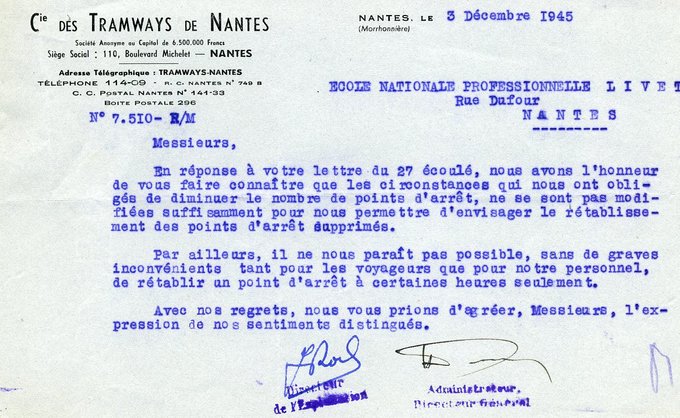 Cie DES TRAMWAYS DE NANTES
Société Anonyme au Capital de 6.500.000 Francs
Siège Social : 110, Boulevard Michelet — NANTES
Adresse Télégraphique : TRAMWAYS-NANTES
TÉLÉPHONE 114-09 - R. C. NANTES N° 749 B
C. C. POSTAL NANTES N° 141-33
BOITE POSTALE 296
N° 7.510- R/M
NANTES, LE 3 Décembre 1945
(Morrhonnière)
ECOLE NATIONALE PROFESSIONNELLE L I V E T
Rue Dufour
N A N T E S
---------
Messieurs,
En réponse à votre lettre du 27 écoulé, nous avons l'honneur
de vous faire connaître que les circonstances qui nous ont obli-
gés de diminuer le nombre de points d'arrêt, ne se sont pas modi-
fiées suffisamment pour nous permettre d'envisager le rétablisse-
ment des points d'arrêt supprimés.
Par ailleurs, il ne nous paraît pas possible, sans de graves
inconvénients tant pour les voyageurs que pour notre personnel,
de rétablir un point d'arrêt à certaines heures seulement.
Avec nos regrets, nous vous prions d'agréer, Messieurs, l'ex-
pression de nos sentiments distingués.
Directeur
de l'Exploitation
Administrateur,
Directeur Général